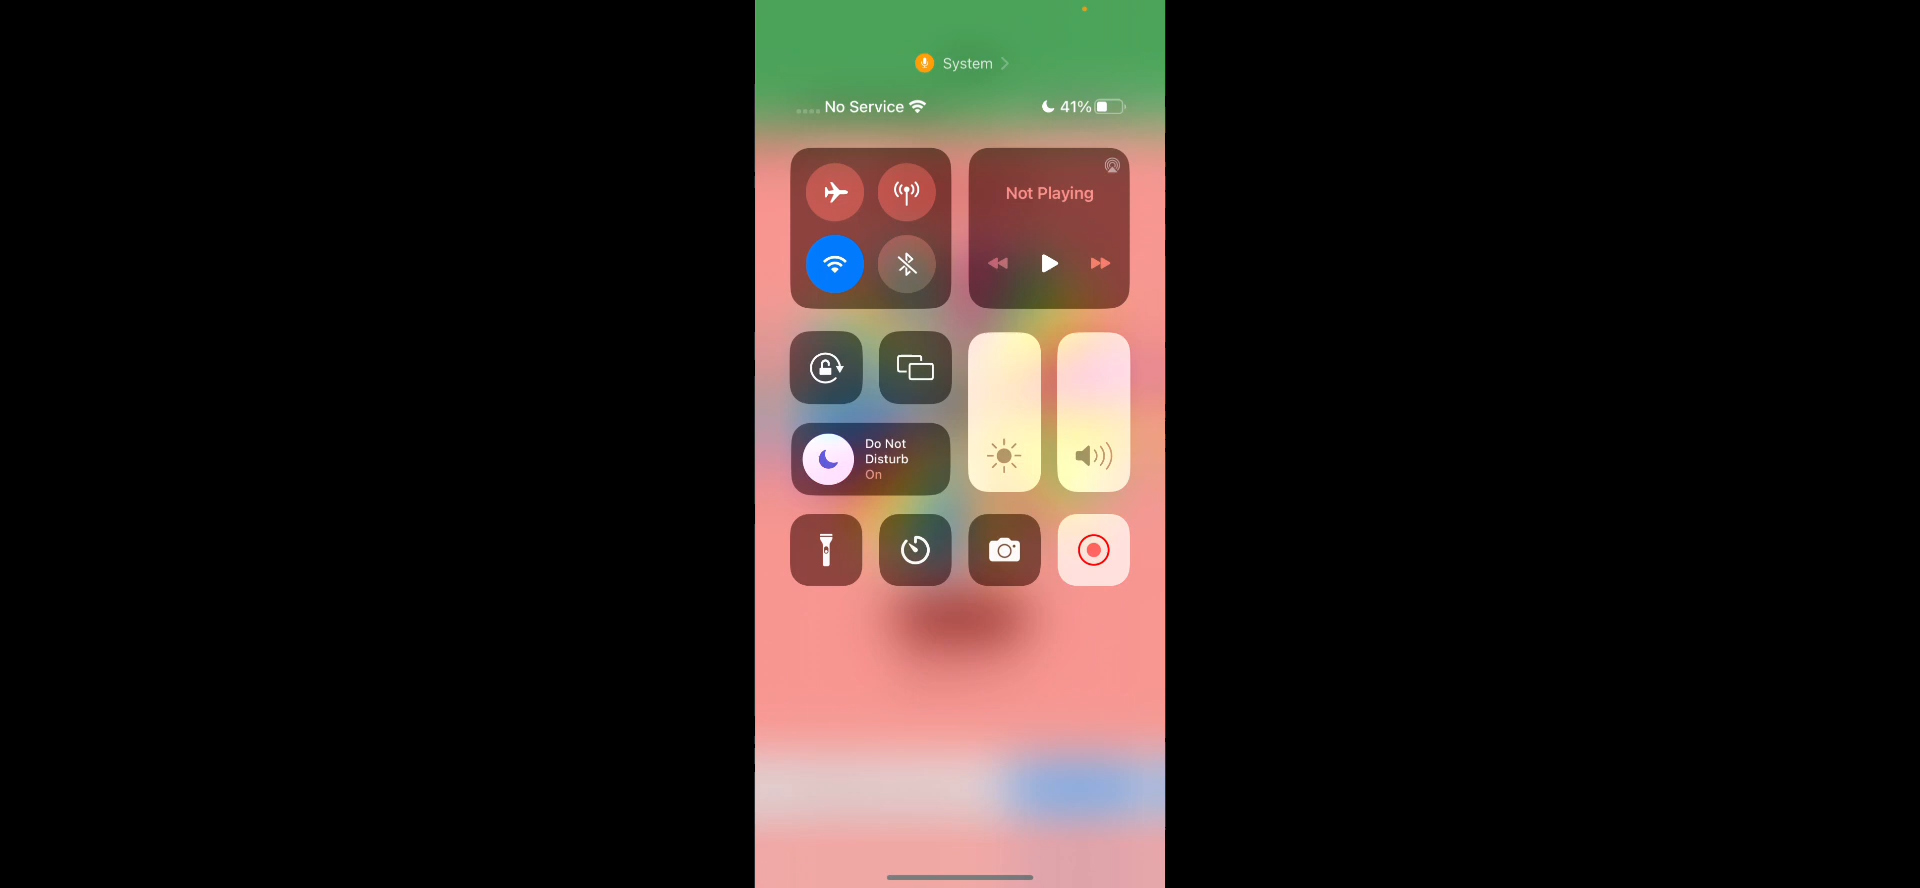 System
No Service
41%
Not Playing
Do Not
Disturb
On